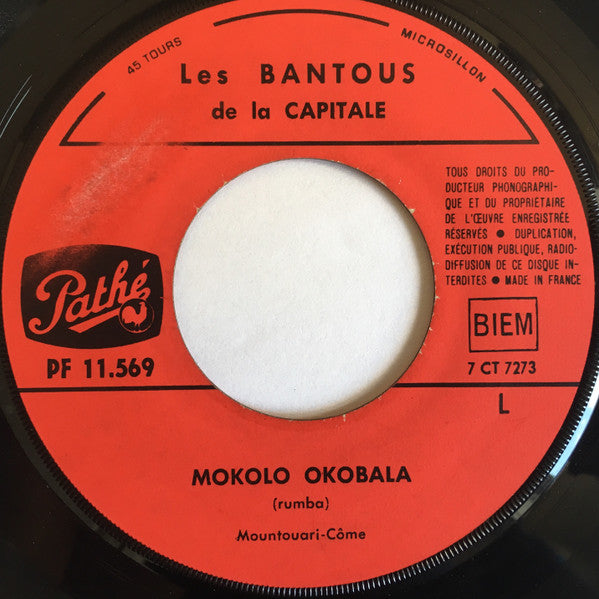 45 TOURS
MICROSILLON
Les BANTOUS
de la CAPITALE
TOUS DROITS DU PRO-
DUCTEUR PHONOGRAPHI-
QUE ET DU PROPRIÉTAIRE
DE L'ŒUVRE ENREGISTRÉE
RÉSERVÉS ● DUPLICATION,
EXÉCUTION PUBLIQUE, RADIO-
DIFFUSION DE CE DISQUE IN-
TERDITES ● MADE IN FRANCE
Pathé
PF 11.569
BIEM
7 CT 7273
L
MOKOLO OKOBALA
(rumba)
Mountouari-Côme